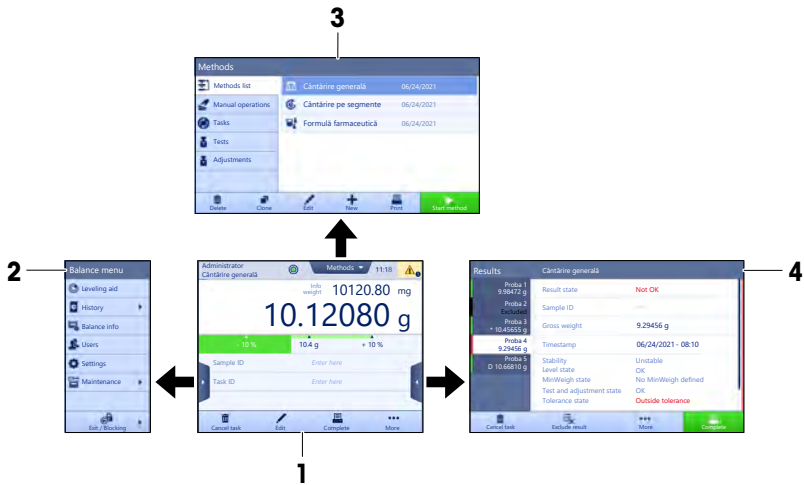 3
Methods
Methods list
Cântărire generală 06/24/2021
Manual operations
Cântărire pe segmente 06/24/2021
Tasks
Formulă farmaceutică 06/24/2021
Tests
Adjustments
Delete Clone Edit New Print Start method
2
Balance menu
Leveling aid
History
Balance info
Users
Settings
Maintenance
Exit / Blocking
Administrator
Cântărire generală
Methods 11:18
Info
weight 10120.80 mg
10.12080 g
- 10 % 10.4 g + 10 %
Sample ID Enter here
Task ID Enter here
Cancel task Edit Complete More
1
4
Results Cântărire generală
Proba 1
9.98472 g
Proba 2
Excluded
Proba 3
* 10.45655 g
Proba 4
9.29456 g
Proba 5
D 10.66810 g
Result state Not OK
Sample ID
Gross weight 9.29456 g
Timestamp 06/24/2021 - 08:10
Stability Unstable
Level state OK
MinWeigh state No MinWeigh defined
Test and adjustment state OK
Tolerance state Outside tolerance
Cancel task Exclude result More Complete